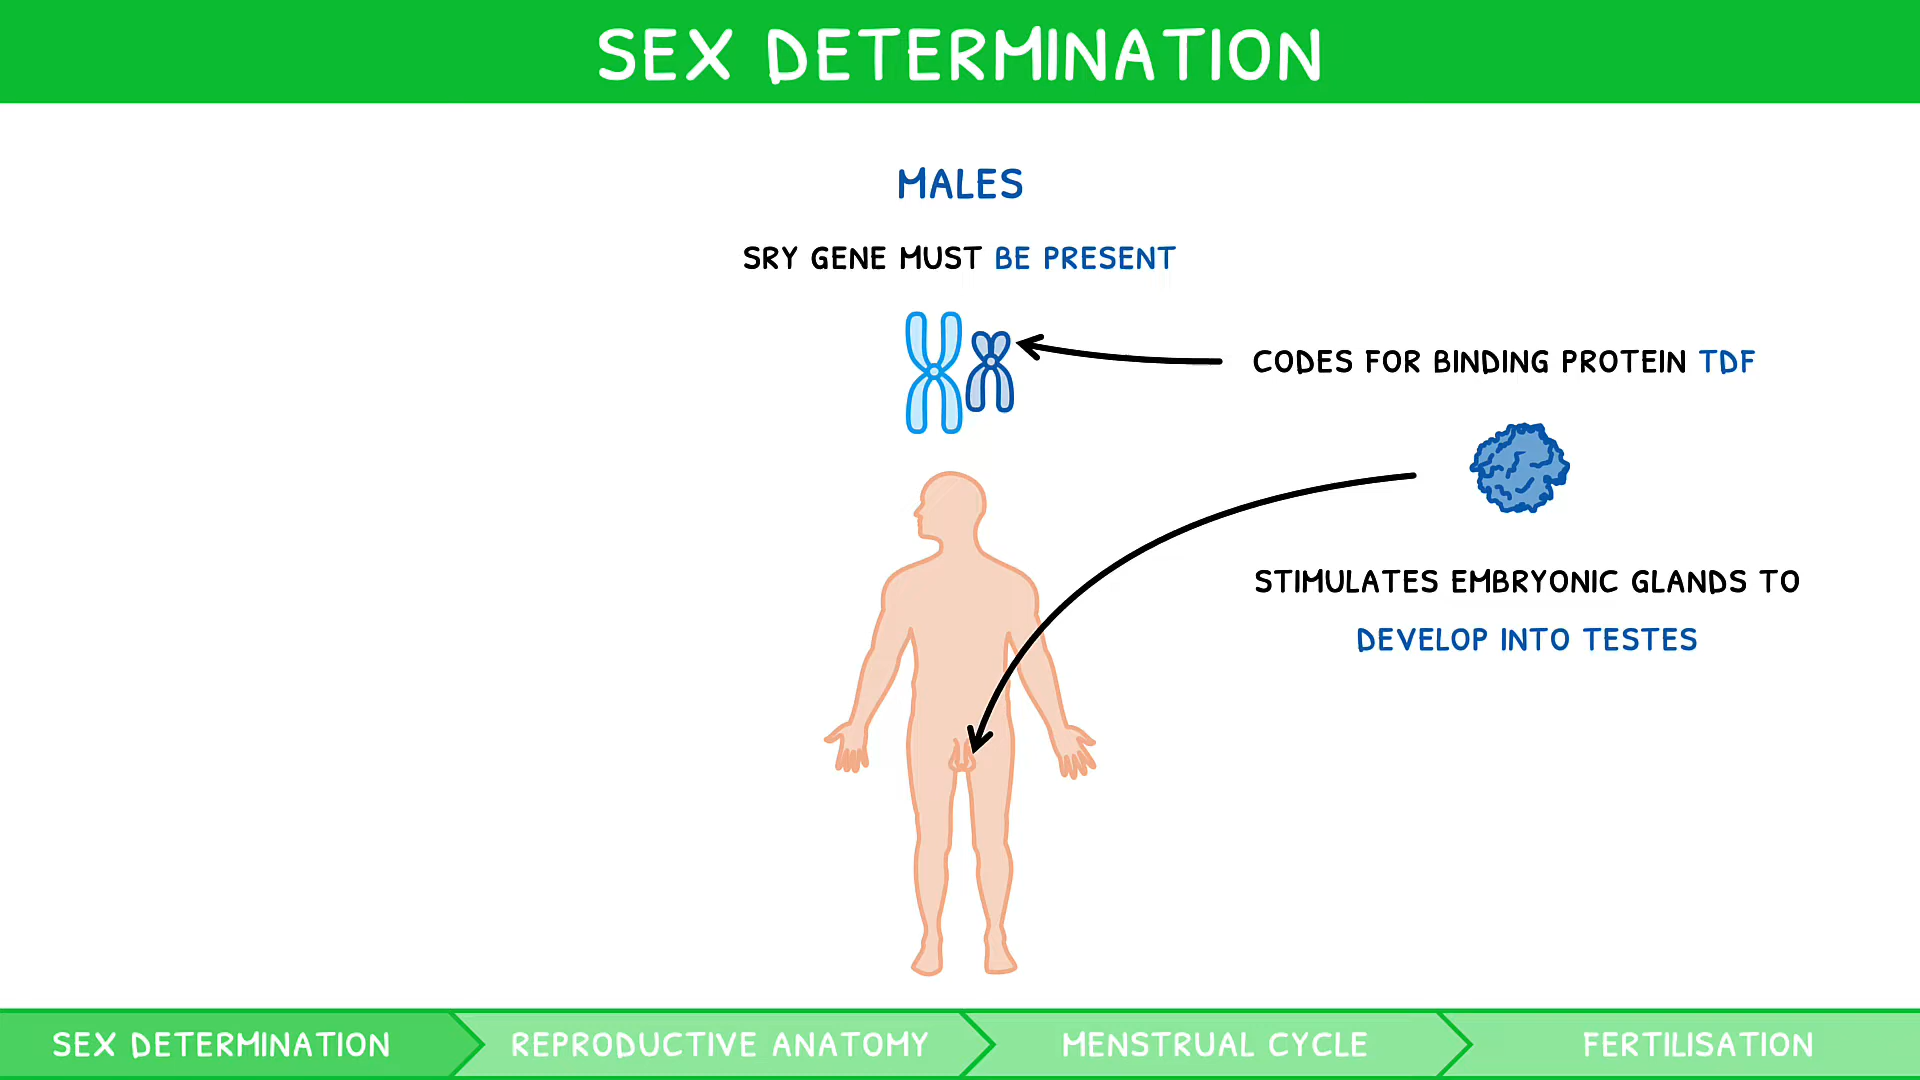 SEX DETERMINATION
MALES
SRY GENE MUST BE PRESENT
CODES FOR BINDING PROTEIN TDF
STIMULATES EMBRYONIC GLANDS TO
DEVELOP INTO TESTES
SEX DETERMINATION
REPRODUCTIVE ANATOMY
MENSTRUAL CYCLE
FERTILISATION